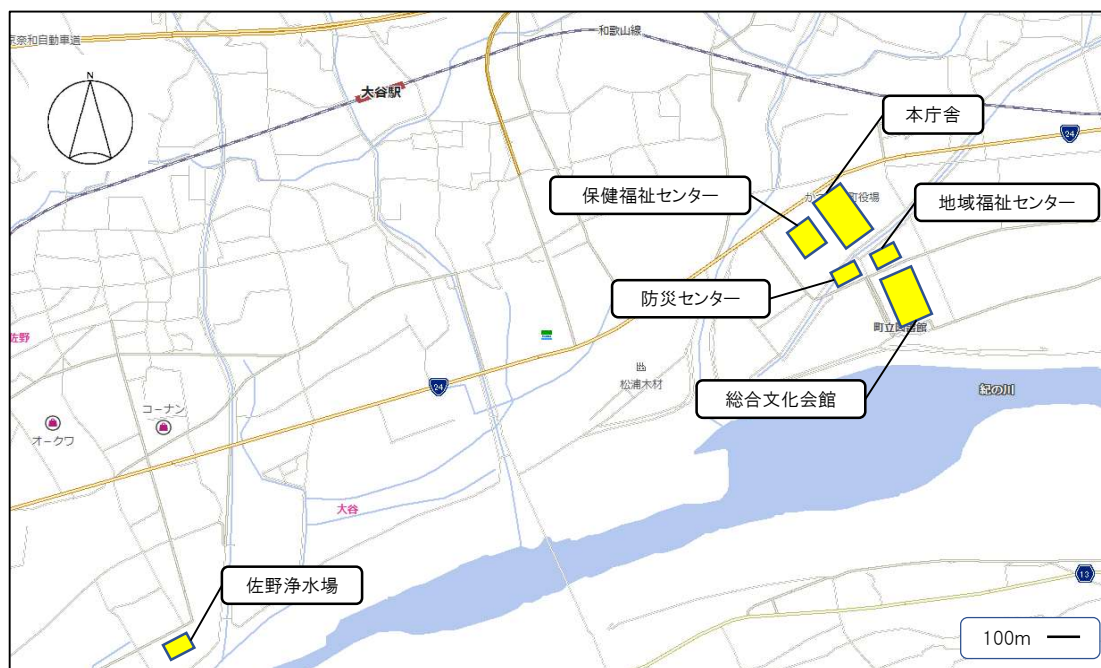 和歌山線
京奈和自動車道
N
大谷駅
本庁舎
24
保健福祉センター
町役場
地域福祉センター
防災センター
佐野
町立図書館
松浦木材
24
紀の川
総合文化会館
コーナン
オークワ
大谷
佐野浄水場
13
100m